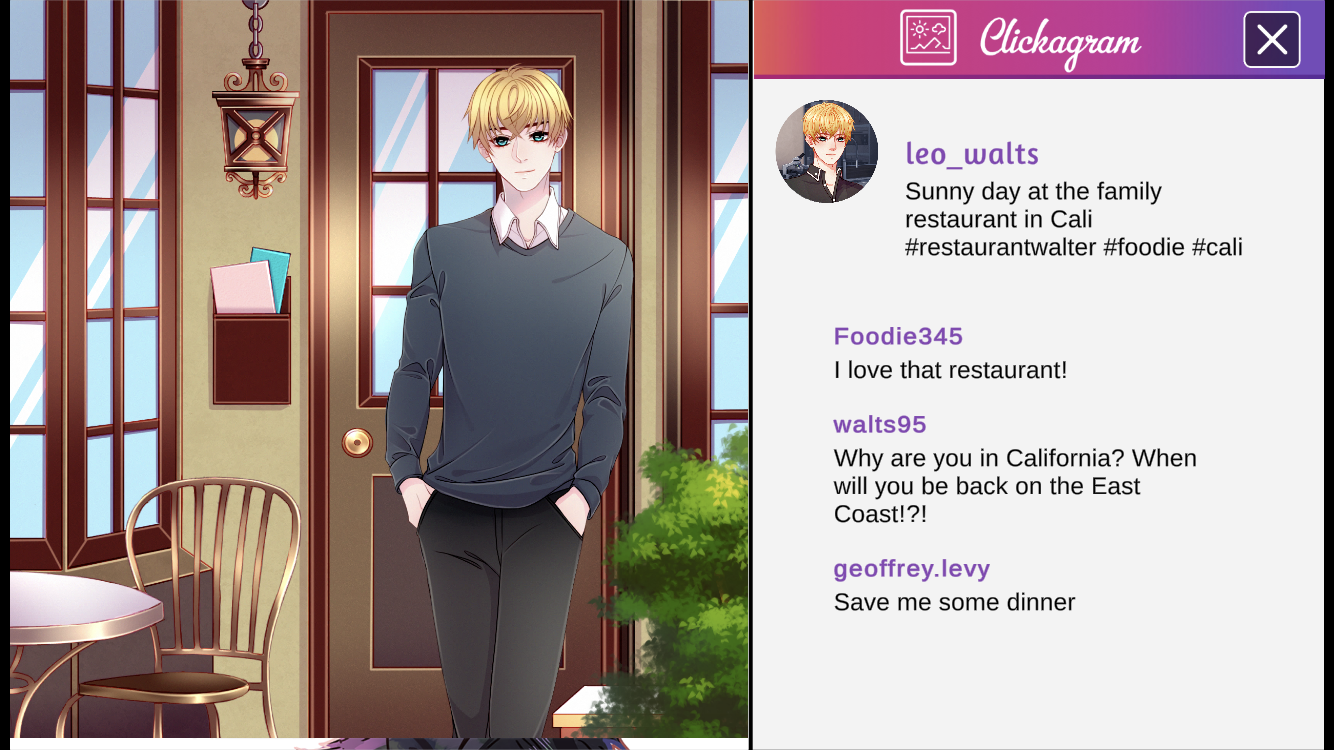 Clickagram
leo_walts
Sunny day at the family
restaurant in Cali
#restaurantwalter #foodie #cali
Foodie345
I love that restaurant!
walts95
Why are you in California? When
will you be back on the East
Coast!?!
geoffrey.levy
Save me some dinner